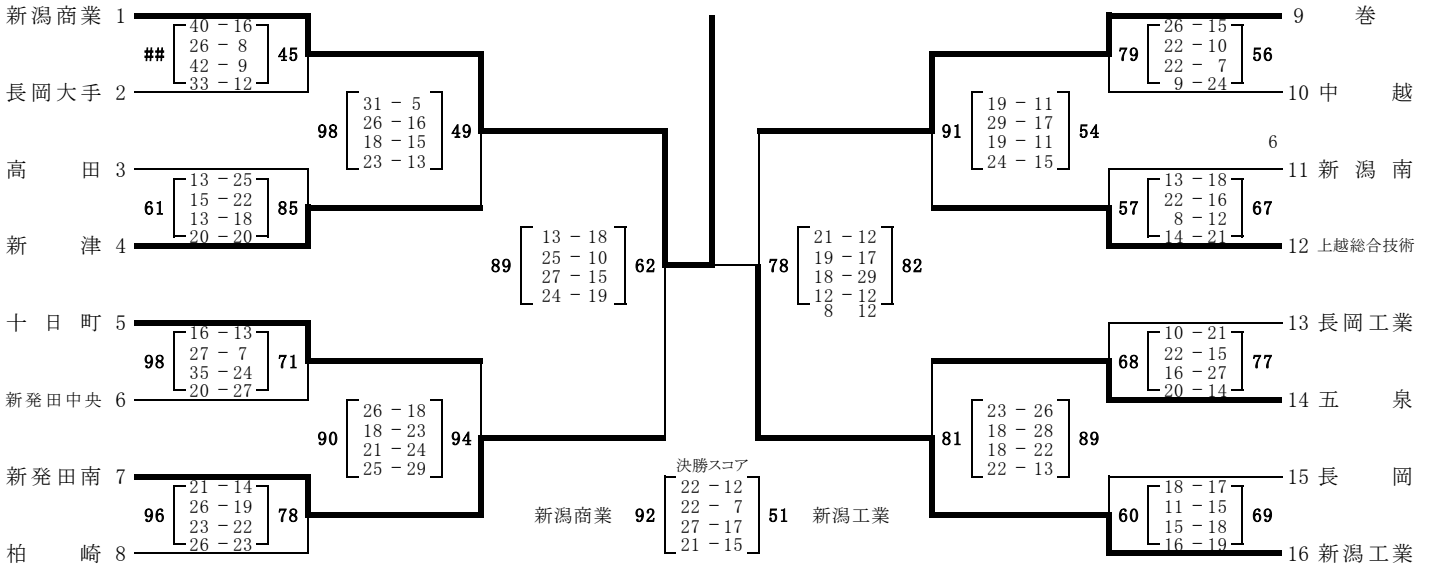 新潟商業 1
40 - 16
## 26 - 8 45
42 - 9
33 - 12
長岡大手 2
31 - 5
98 26 - 16 49
18 - 15
23 - 13
高 田 3
13 - 25
61 15 - 22 85
13 - 18
20 - 20
新 津 4
13 - 18
89 25 - 10 62
27 - 15
24 - 19
十日町 5
16 - 13
98 27 - 7 71
35 - 24
20 - 27
新発田中央 6
26 - 18
90 18 - 23 94
21 - 24
25 - 29
新発田南 7
21 - 14
96 26 - 19 78
23 - 22
26 - 23
柏 崎 8
決勝スコア
22 - 12
新潟商業 92 22 - 7 51 新潟工業
27 - 17
21 - 15
9 巻
26 - 15
79 22 - 10 56
22 - 7
9 - 24
10 中 越
19 - 11
91 29 - 17 54
19 - 11
24 - 15
6
11 新潟南
13 - 18
57 22 - 16 67
8 - 12
14 - 21
12 上越総合技術
21 - 12
78 19 - 17 82
18 - 29
12 - 12
8 12
13 長岡工業
10 - 21
68 22 - 15 77
16 - 27
20 - 14
14 五 泉
23 - 26
81 18 - 28 89
18 - 22
22 - 13
15 長 岡
18 - 17
60 11 - 15 69
15 - 18
16 - 19
16 新潟工業